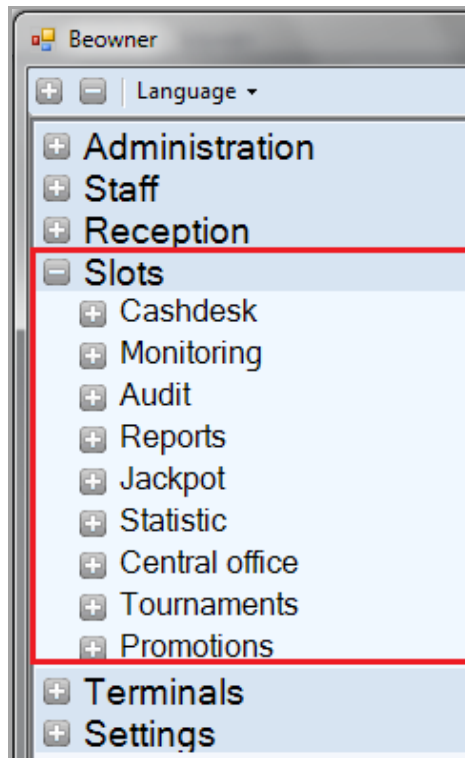 Beowner
Language
Administration
Staff
Reception
Slots
Cashdesk
Monitoring
Audit
Reports
Jackpot
Statistic
Central office
Tournaments
Promotions
Terminals
Settings